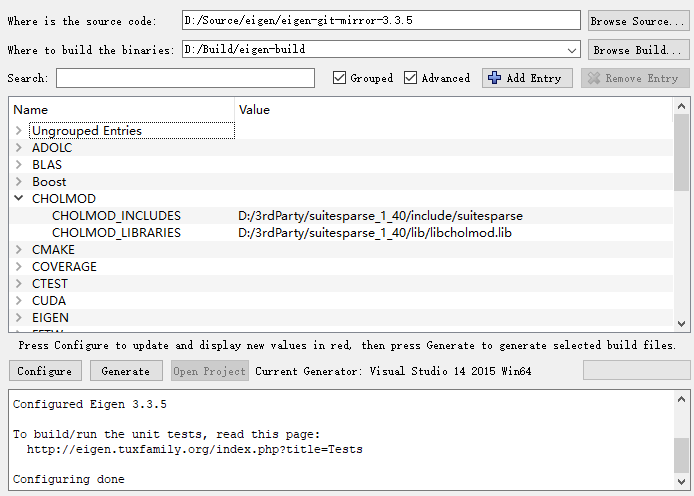 Where is the source code: D:/Source/eigen/eigen-git-mirror-3.3.5 Browse Source...
Where to build the binaries: D:/Build/eigen-build Browse Build...
Search: Grouped Advanced Add Entry Remove Entry
Name Value
Ungrouped Entries
ADOLC
BLAS
Boost
CHOLMOD
CHOLMOD_INCLUDES D:/3rdParty/suitesparse_1_40/include/suitesparse
CHOLMOD_LIBRARIES D:/3rdParty/suitesparse_1_40/lib/libcholmod.lib
CMAKE
COVERAGE
CTEST
CUDA
EIGEN
Press Configure to update and display new values in red, then press Generate to generate selected build files.
Configure Generate Open Project Current Generator: Visual Studio 14 2015 Win64
Configured Eigen 3.3.5
To build/run the unit tests, read this page:
http://eigen.tuxfamily.org/index.php?title=Tests
Configuring done